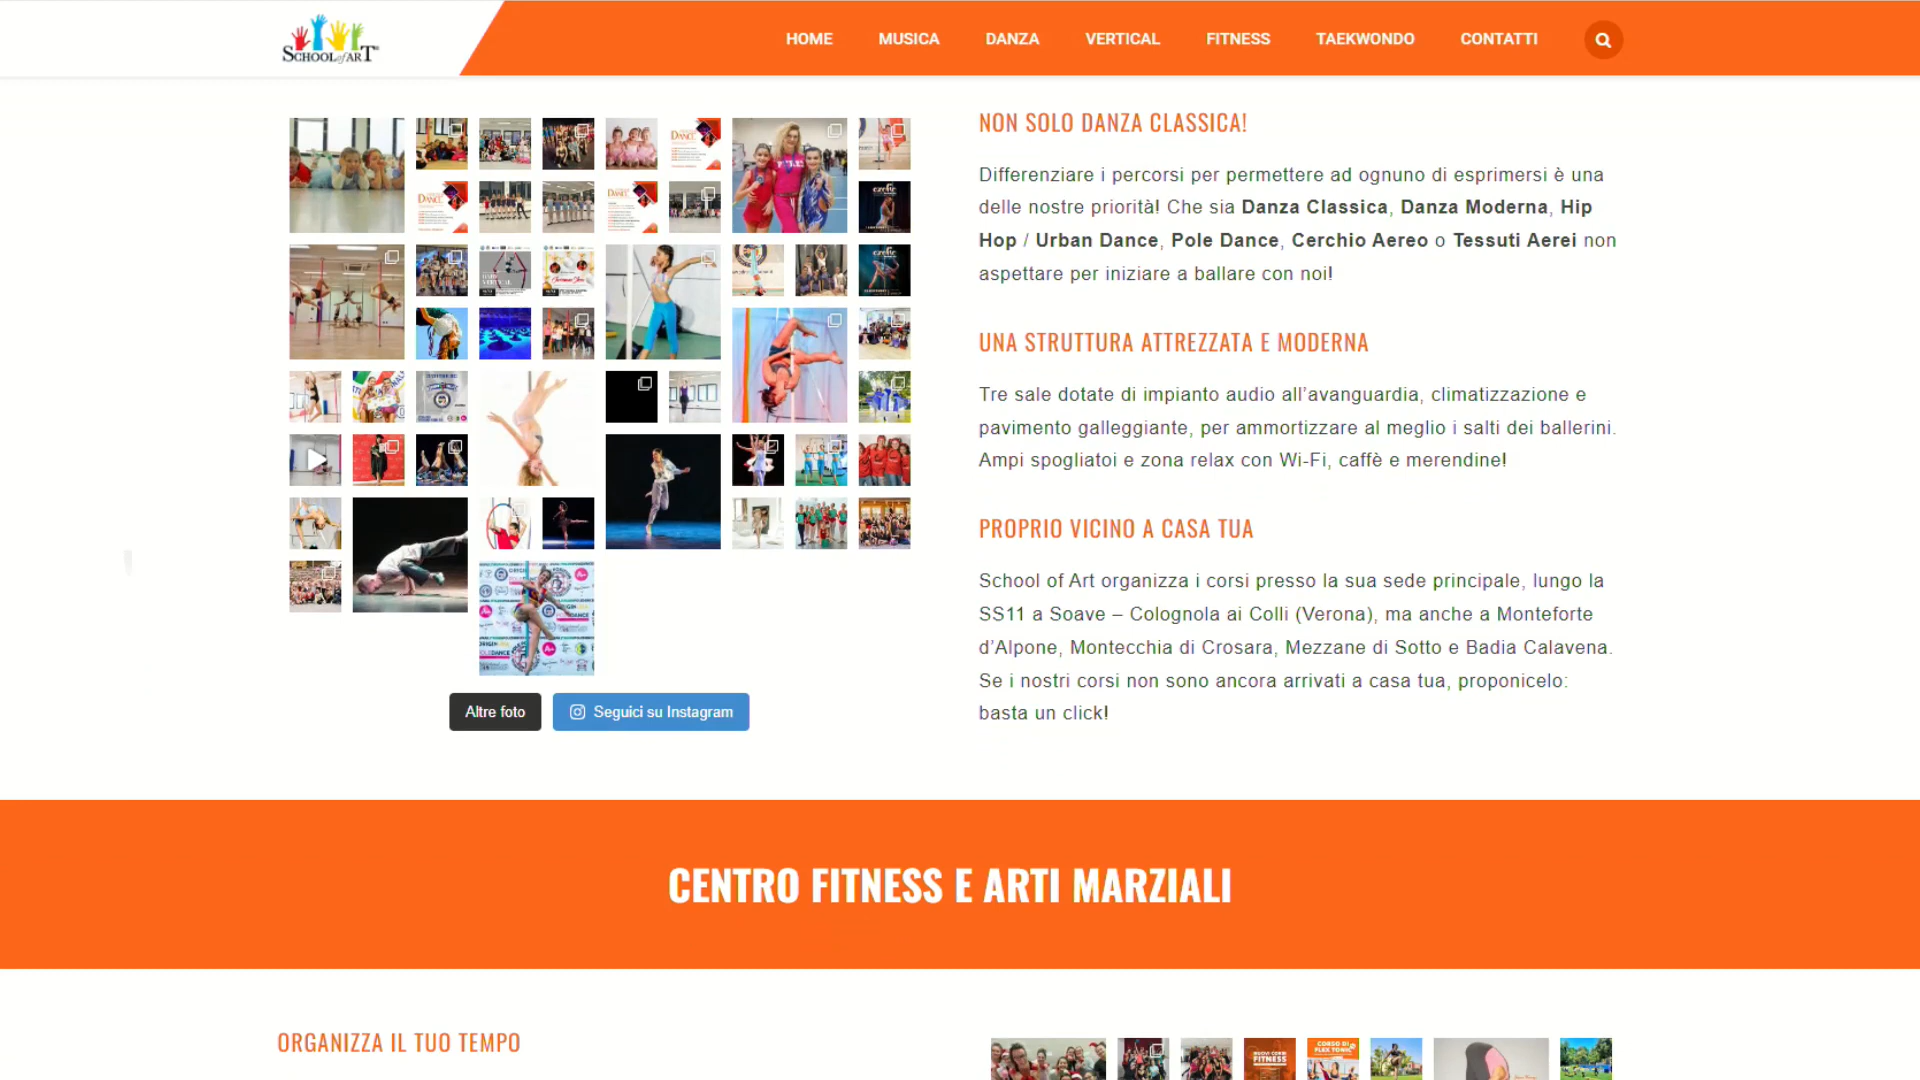 SCHOOL of ART
HOME MUSICA DANZA VERTICAL FITNESS TAEKWONDO CONTATTI
NON SOLO DANZA CLASSICA!
Differenziare i percorsi per permettere ad ognuno di esprimersi è una
delle nostre priorità! Che sia Danza Classica, Danza Moderna, Hip
Hop / Urban Dance, Pole Dance, Cerchio Aereo o Tessuti Aerei non
aspettare per iniziare a ballare con noi!
UNA STRUTTURA ATTREZZATA E MODERNA
Tre sale dotate di impianto audio all’avanguardia, climatizzazione e
pavimento galleggiante, per ammortizzare al meglio i salti dei ballerini.
Ampi spogliatoi e zona relax con Wi-Fi, caffè e merendine!
PROPRIO VICINO A CASA TUA
School of Art organizza i corsi presso la sua sede principale, lungo la
SS11 a Soave – Colognola ai Colli (Verona), ma anche a Monteforte
d’Alpone, Montecchia di Crosara, Mezzane di Sotto e Badia Calavena.
Se i nostri corsi non sono ancora arrivati a casa tua, proponicelo:
basta un click!
Altre foto
Seguici su Instagram
CENTRO FITNESS E ARTI MARZIALI
ORGANIZZA IL TUO TEMPO
NUOVI CORSI
FITNESS
CORSO DI
FLEX TONIC